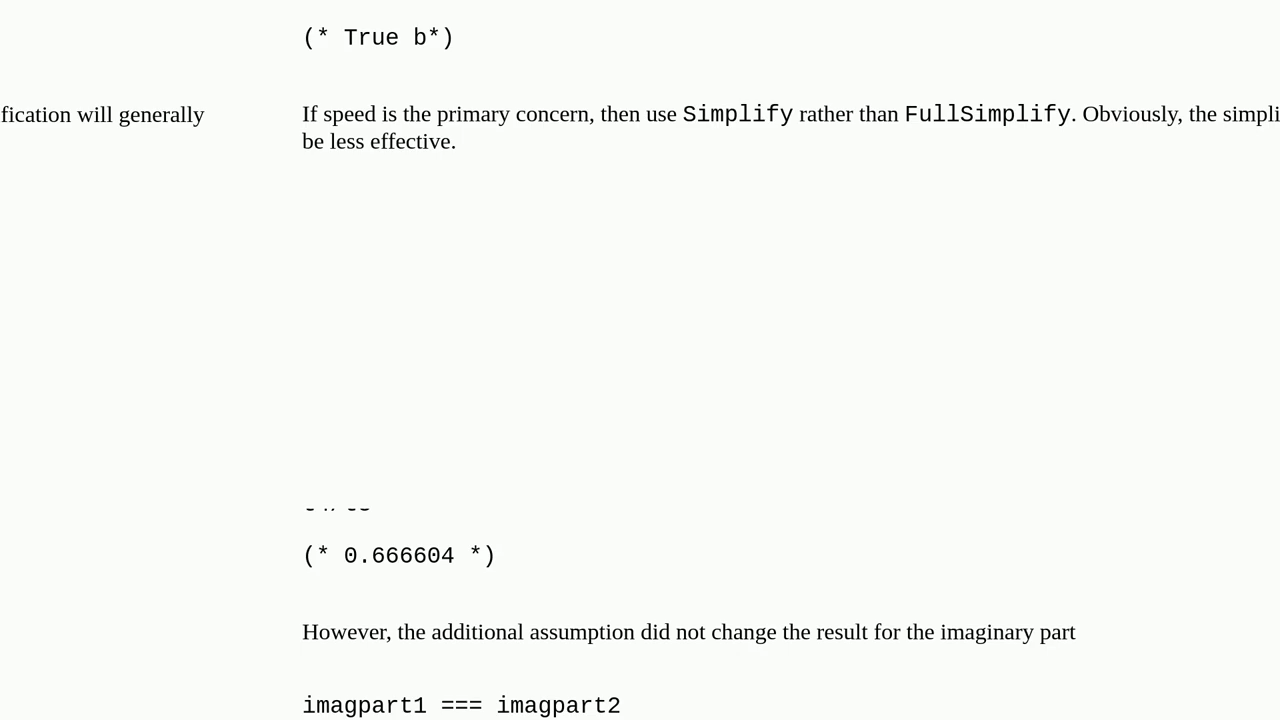 (* True b*)
fication will generally
If speed is the primary concern, then use Simplify rather than FullSimplify. Obviously, the simpli
be less effective.
(* 0.666604 *)
However, the additional assumption did not change the result for the imaginary part
imagpart1 === imagpart2